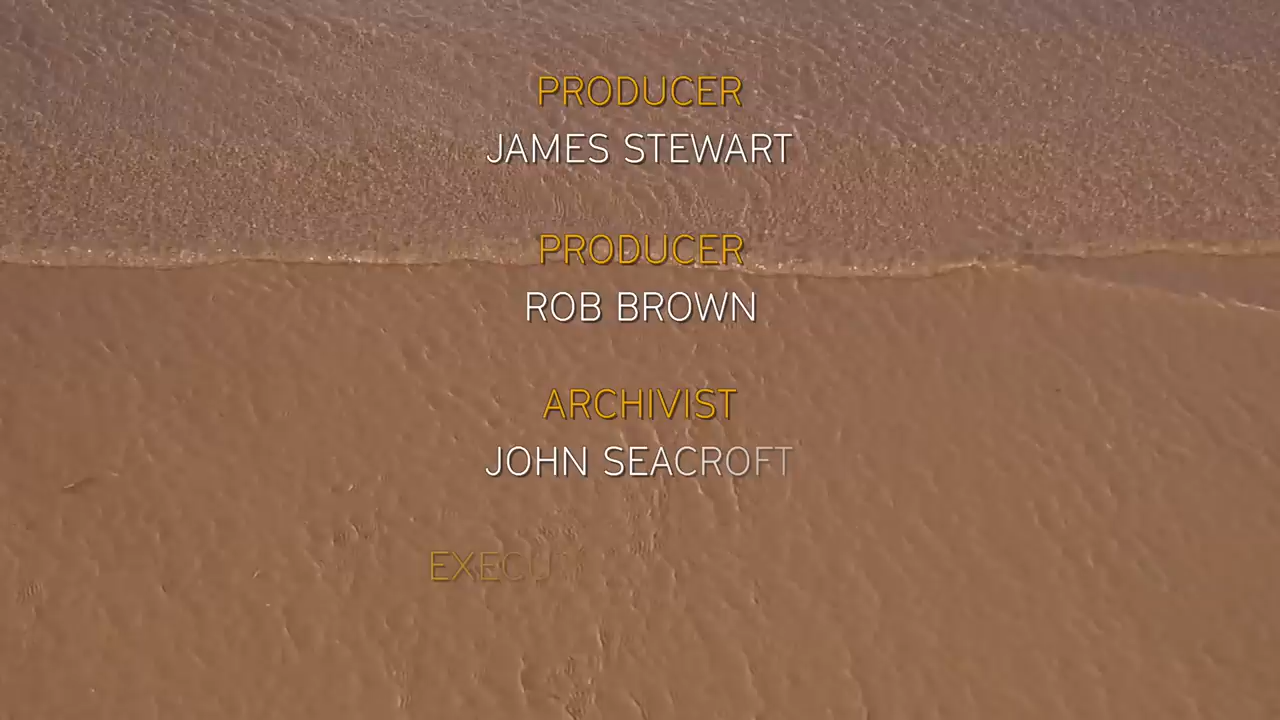 PRODUCER
JAMES STEWART
PRODUCER
ROB BROWN
ARCHIVIST
JOHN SEACROFT